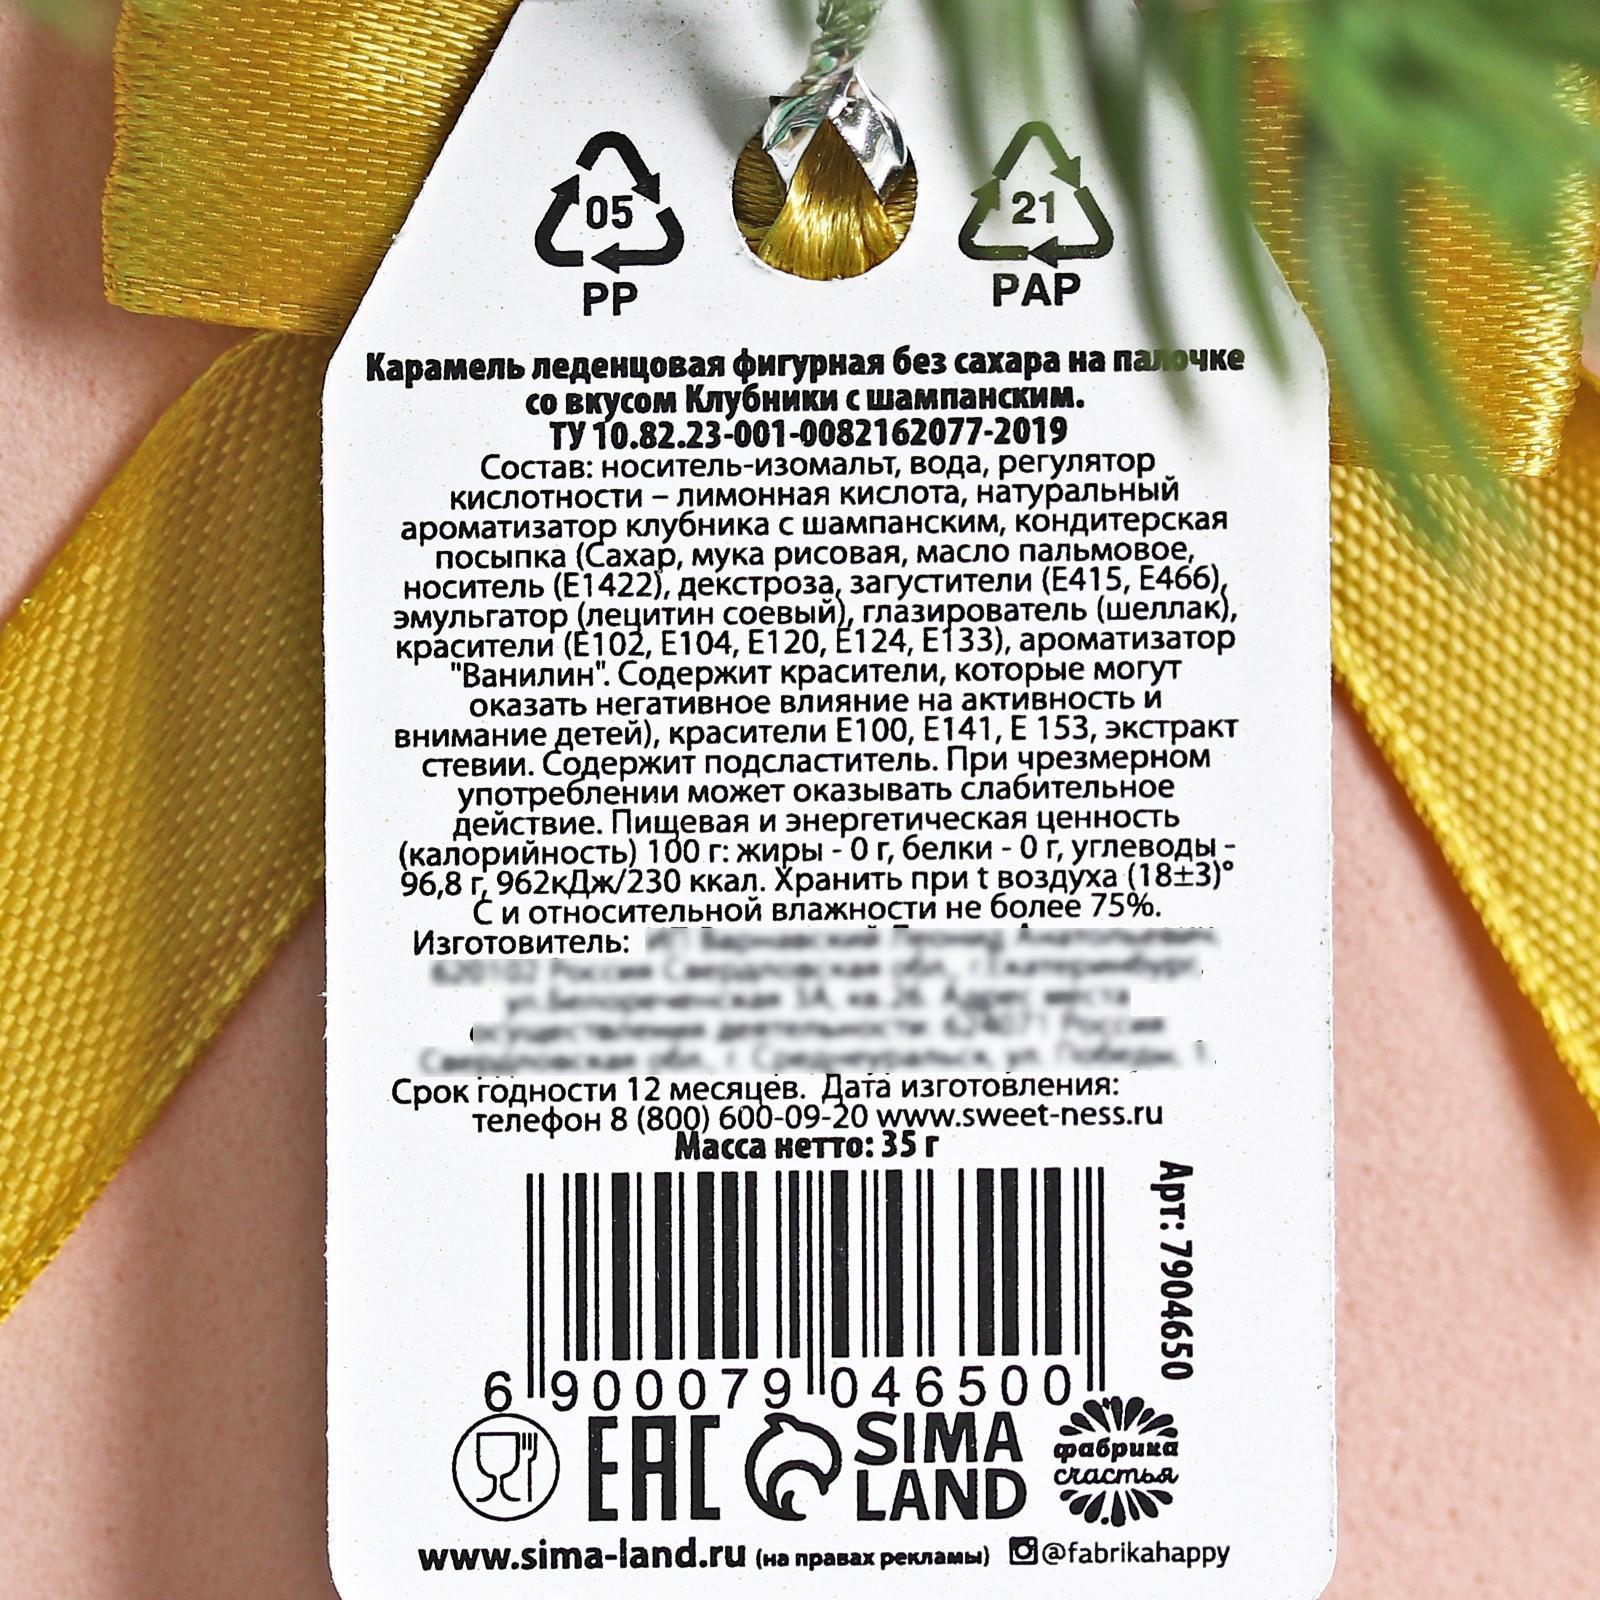 05
PP
21
PAP
Карамель леденцовая фигурная без сахара на палочке
со вкусом Клубники с шампанским.
ТУ 10.82.23-001-0082162077-2019
Состав: носитель-изомальт, вода, регулятор
кислотности – лимонная кислота, натуральный
ароматизатор клубника с шампанским, кондитерская
посыпка (Сахар, мука рисовая, масло пальмовое,
носитель (Е1422), декстроза, загустители (Е415, Е466),
эмульгатор (лецитин соевый), глазирователь (шеллак),
красители (Е102, Е104, Е120, Е124, Е133), ароматизатор
"Ванилин". Содержит красители, которые могут
оказать негативное влияние на активность и
внимание детей), красители Е100, Е141, Е 153, экстракт
стевии. Содержит подсластитель. При чрезмерном
употреблении может оказывать слабительное
действие. Пищевая и энергетическая ценность
(калорийность) 100 г: жиры - 0 г, белки - 0 г, углеводы -
96,8 г, 962кДж/230 ккал. Хранить при t воздуха (18±3)°
С и относительной влажности не более 75%.
Изготовитель:
Срок годности 12 месяцев. Дата изготовления:
телефон 8 (800) 600-09-20 www.sweet-ness.ru
Масса нетто: 35 г
Арт: 7904650
6 900079 046500
EAC
SIMA
LAND
фабрика
счастья
www.sima-land.ru (на правах рекламы) @fabrikahappy